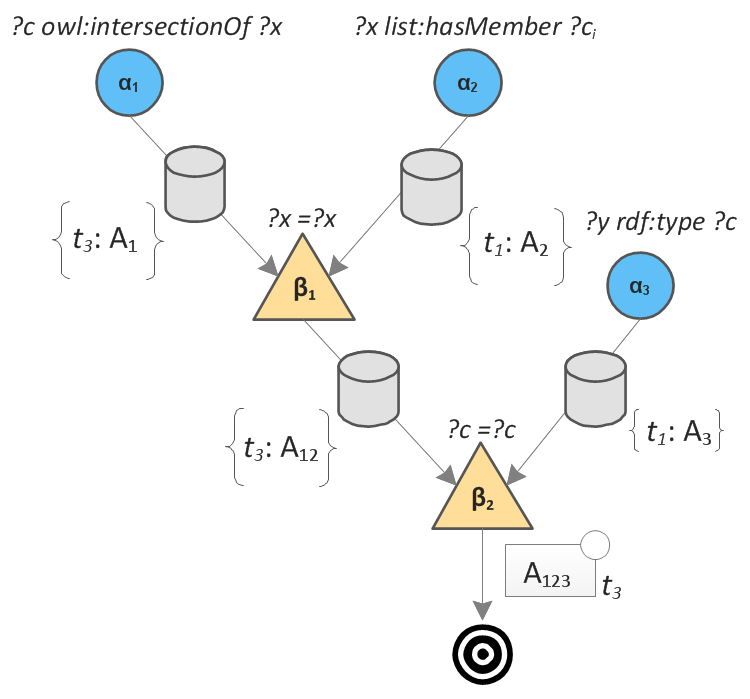 ?c owl:intersectionOf ?x
?x list:hasMember ?cᵢ
α₁
α₂
{ t₃: A₁ }
?x =?x
{ t₁: A₂ }
?y rdf:type ?c
β₁
α₃
{ t₃: A₁₂ }
?c =?c
{ t₁: A₃ }
β₂
A₁₂₃
t₃